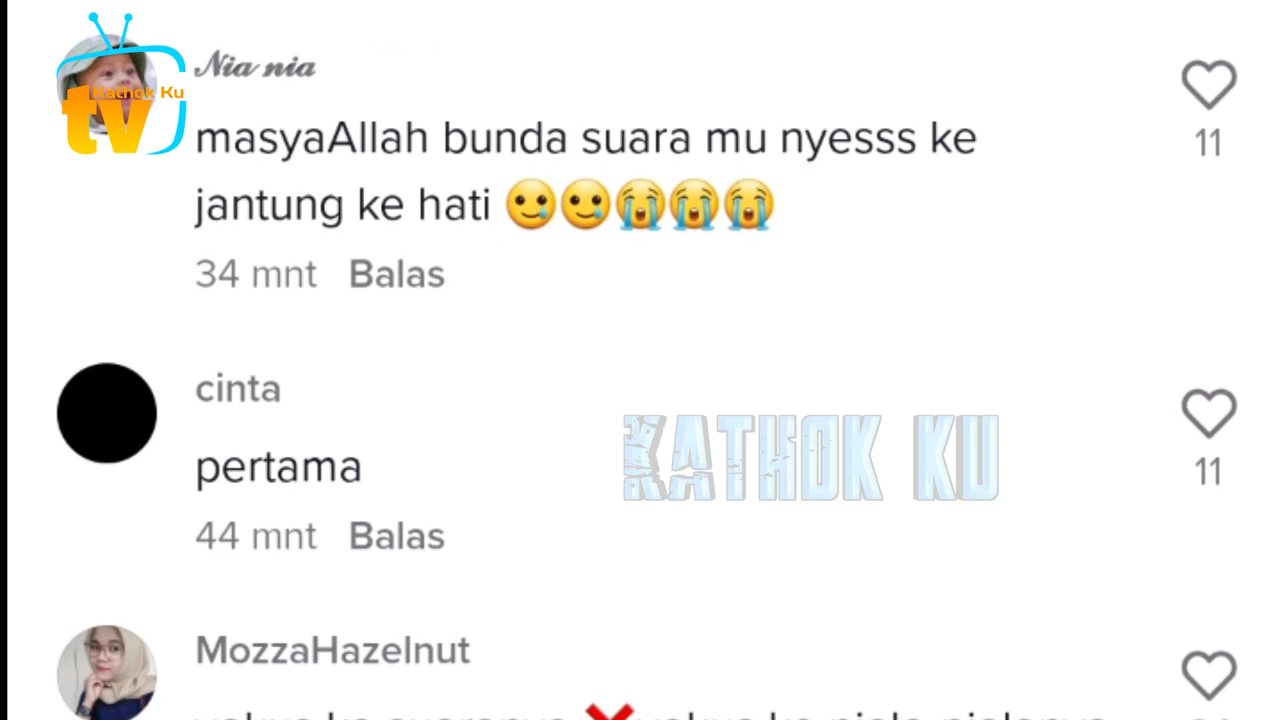 Kathok Ku
tv
Nia nia
11
masyaAllah bunda suara mu nyesss ke
jantung ke hati 🥲🥲😭😭😭
34 mnt Balas
cinta
pertama
KATHOK KU
11
44 mnt Balas
MozzaHazelnut